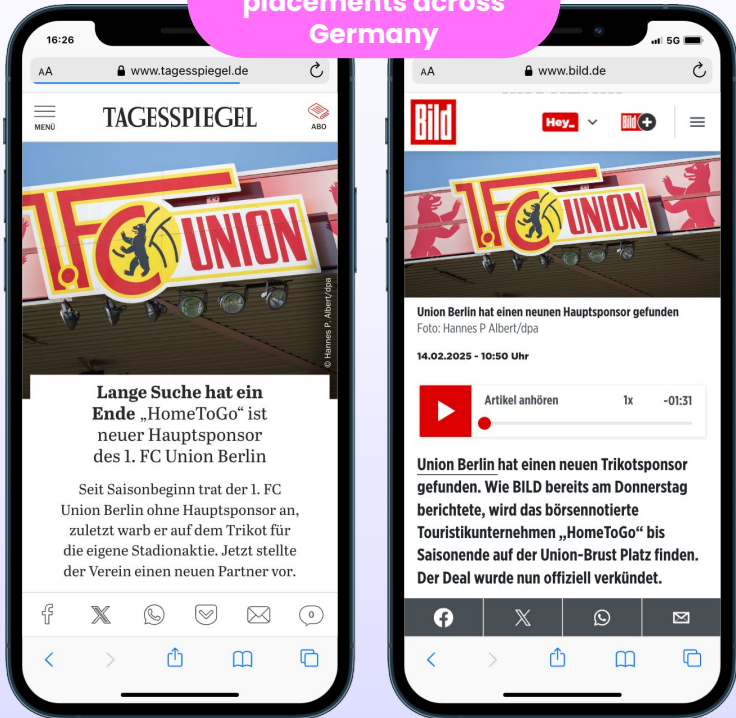 placements across
Germany
16:26
AA
www.tagesspiegel.de
MENÜ
TAGESSPIEGEL
ABO
1.FC UNION
© Hannes P. Albert/dpa
Lange Suche hat ein
Ende „HomeToGo“ ist
neuer Hauptsponsor
des 1. FC Union Berlin
Seit Saisonbeginn trat der 1. FC
Union Berlin ohne Hauptsponsor an,
zuletzt warb er auf dem Trikot für
die eigene Stadionaktie. Jetzt stellte
der Verein einen neuen Partner vor.
0
5G
AA
www.bild.de
Bild
Hey_
Bild+
1.FC UNION
Union Berlin hat einen neunen Hauptsponsor gefunden
Foto: Hannes P Albert/dpa
14.02.2025 - 10:50 Uhr
Artikel anhören 1x -01:31
Union Berlin hat einen neuen Trikotsponsor
gefunden. Wie BILD bereits am Donnerstag
berichtete, wird das börsennotierte
Touristikunternehmen „HomeToGo“ bis
Saisonende auf der Union-Brust Platz finden.
Der Deal wurde nun offiziell verkündet.